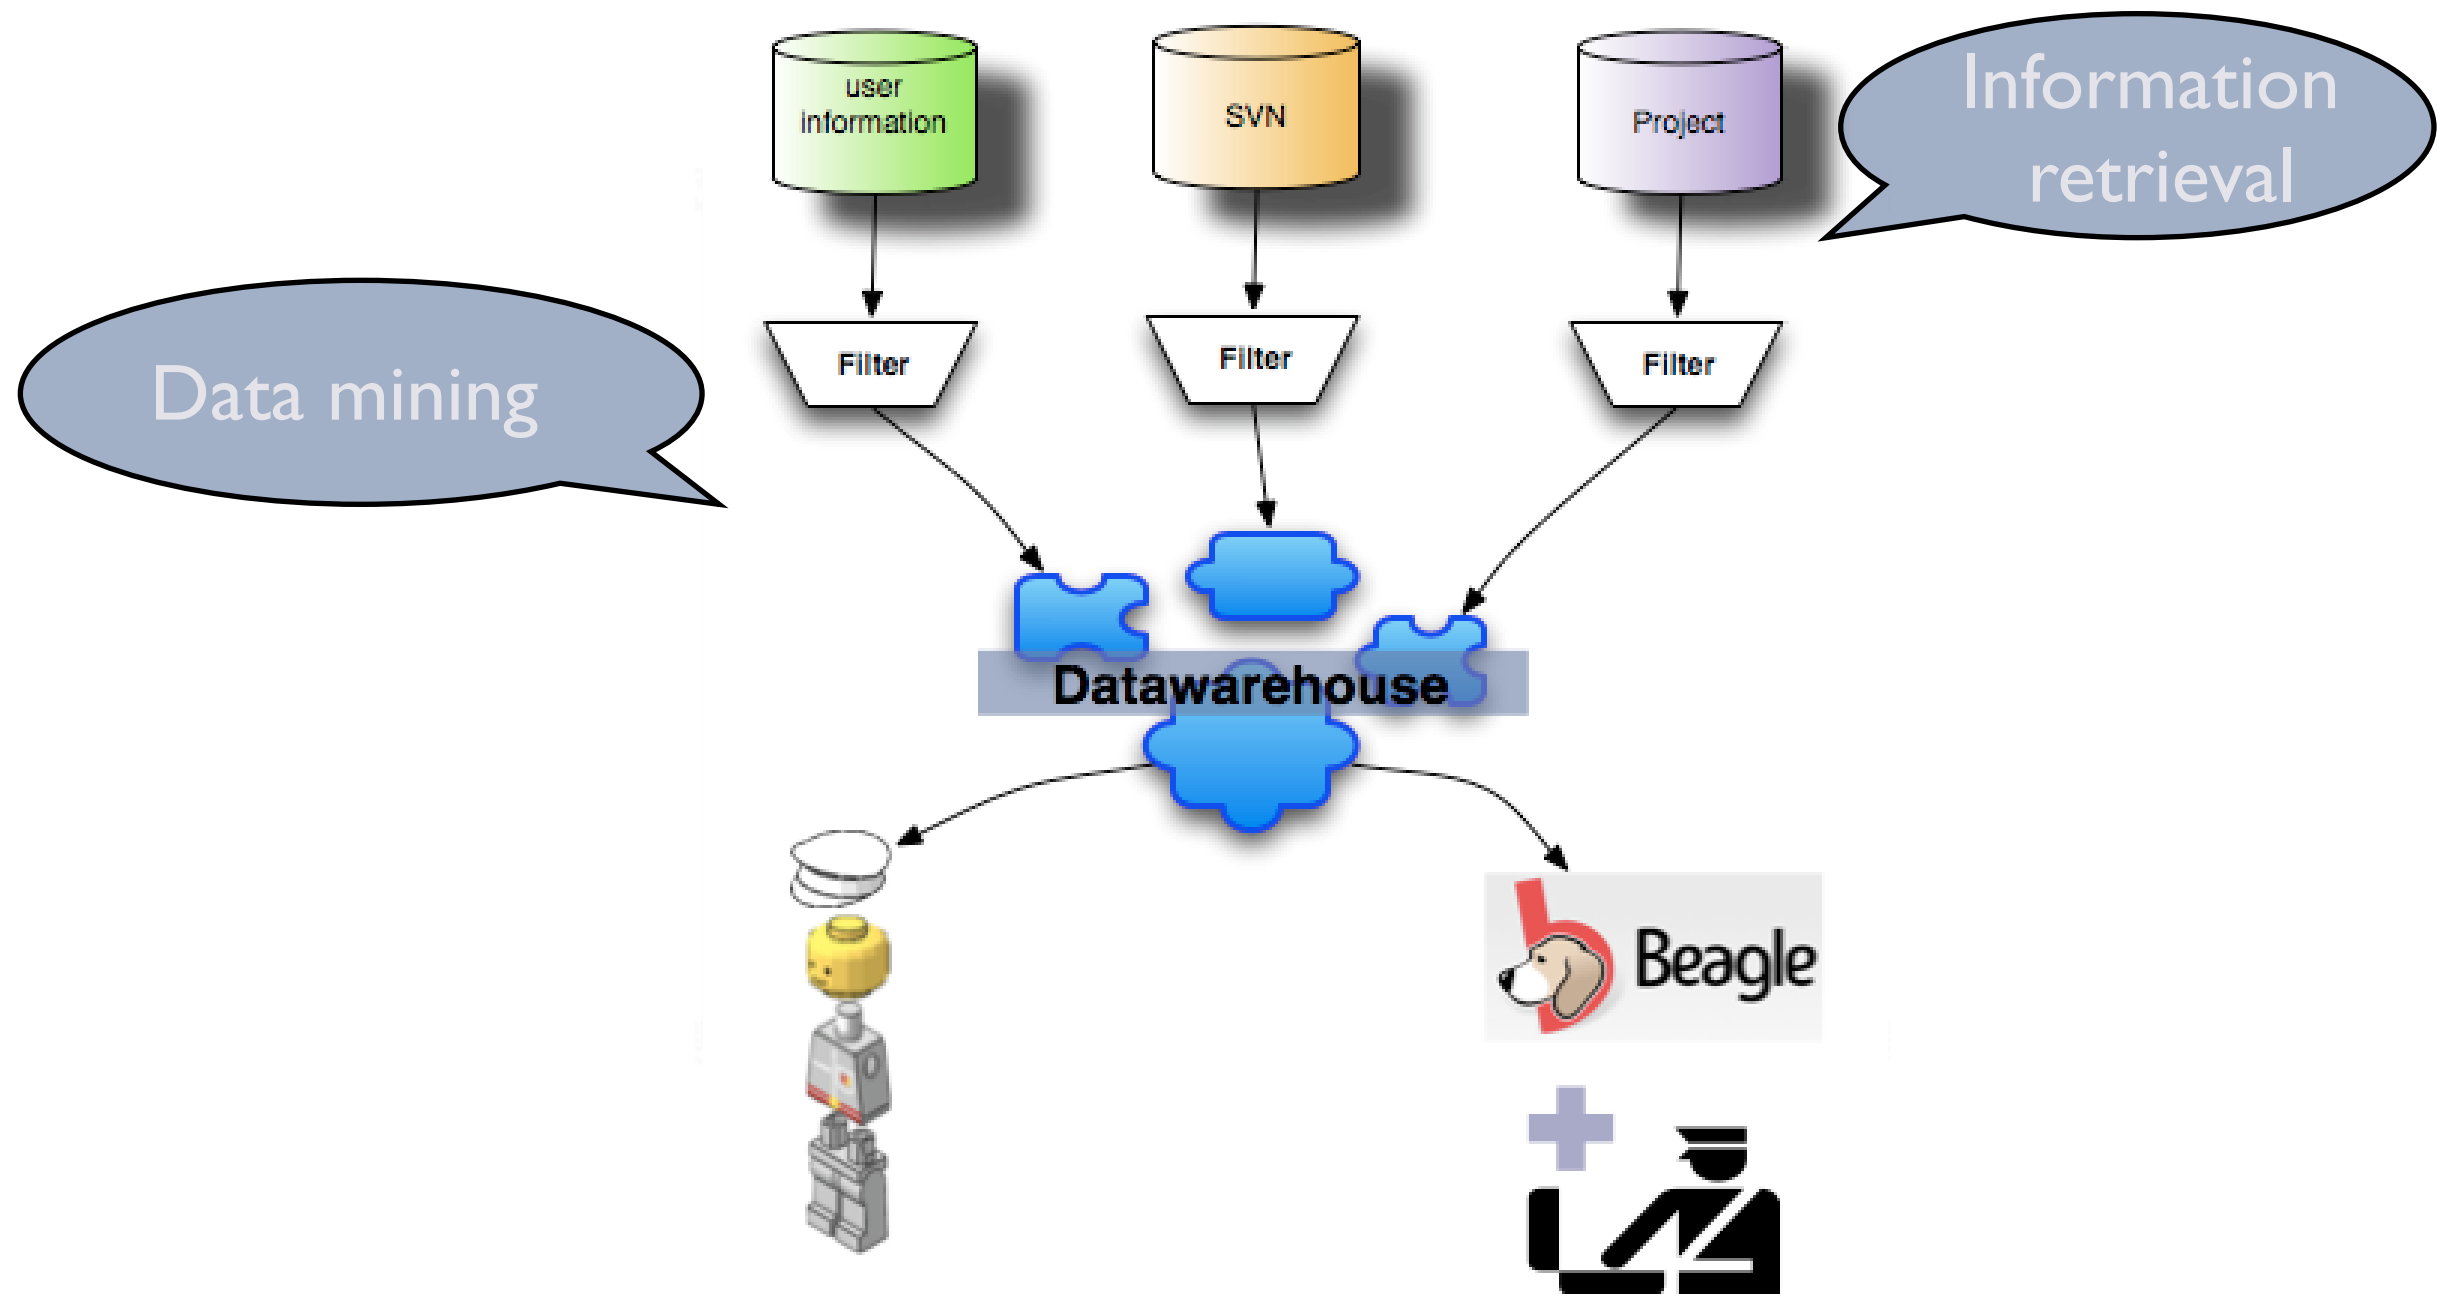 user
information
SVN
Project
Information
retrieval
Filter
Filter
Filter
Data mining
Datawarehouse
Beagle